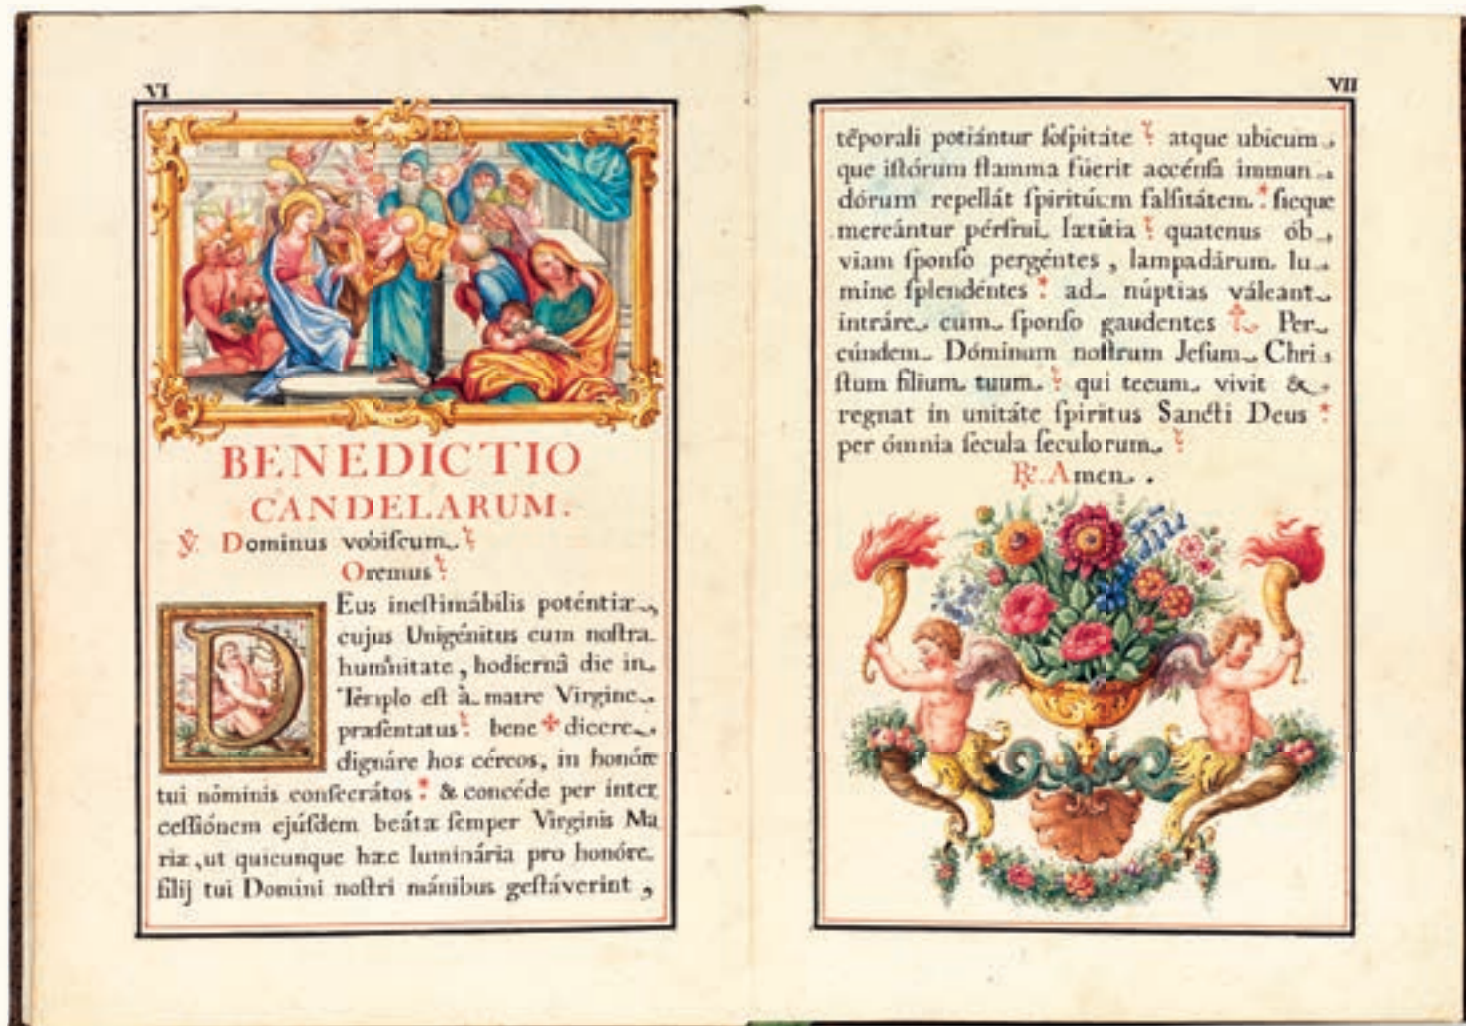 VI
BENEDICTIO
CANDELARUM.
℣. Dominus vobiſcum.
Oremus
DEus ineſtimábilis poténtiæ,
cujus Unigénitus cum noſtra
humñitate, hodiernâ die in
Templo eſt à matre Virgine
præſentatus: bene✠dicere
dignáre hos céreos, in honóre
tui nóminis conſecrátos: & concéde per inter
ceſſiónem ejúſdem beátæ ſemper Virginis Ma
riæ, ut quicunque hæc luminária pro honóre
filij tui Domini noſtri mánibus geſtáverint,
VII
tẽporali potiántur ſoſpitáte: atque ubicum
que iſtórum flamma fúerit accénſa immun
dórum repellát ſpirituum falſitátem: ſicque
mereántur pérfrui lætítia: quatenus ób
viam ſponſo pergéntes, lampadárum lu
mine ſplendéntes: ad núptias váleant
intráre cum ſponſo gaudentes Per
eúndem Dóminum noſtrum Jeſum Chri
ſtum filium tuum: qui tecum vivit &
regnat in unitáte ſpiritus Sancti Deus:
per ómnia ſecula ſeculorum.
℟. Amen.